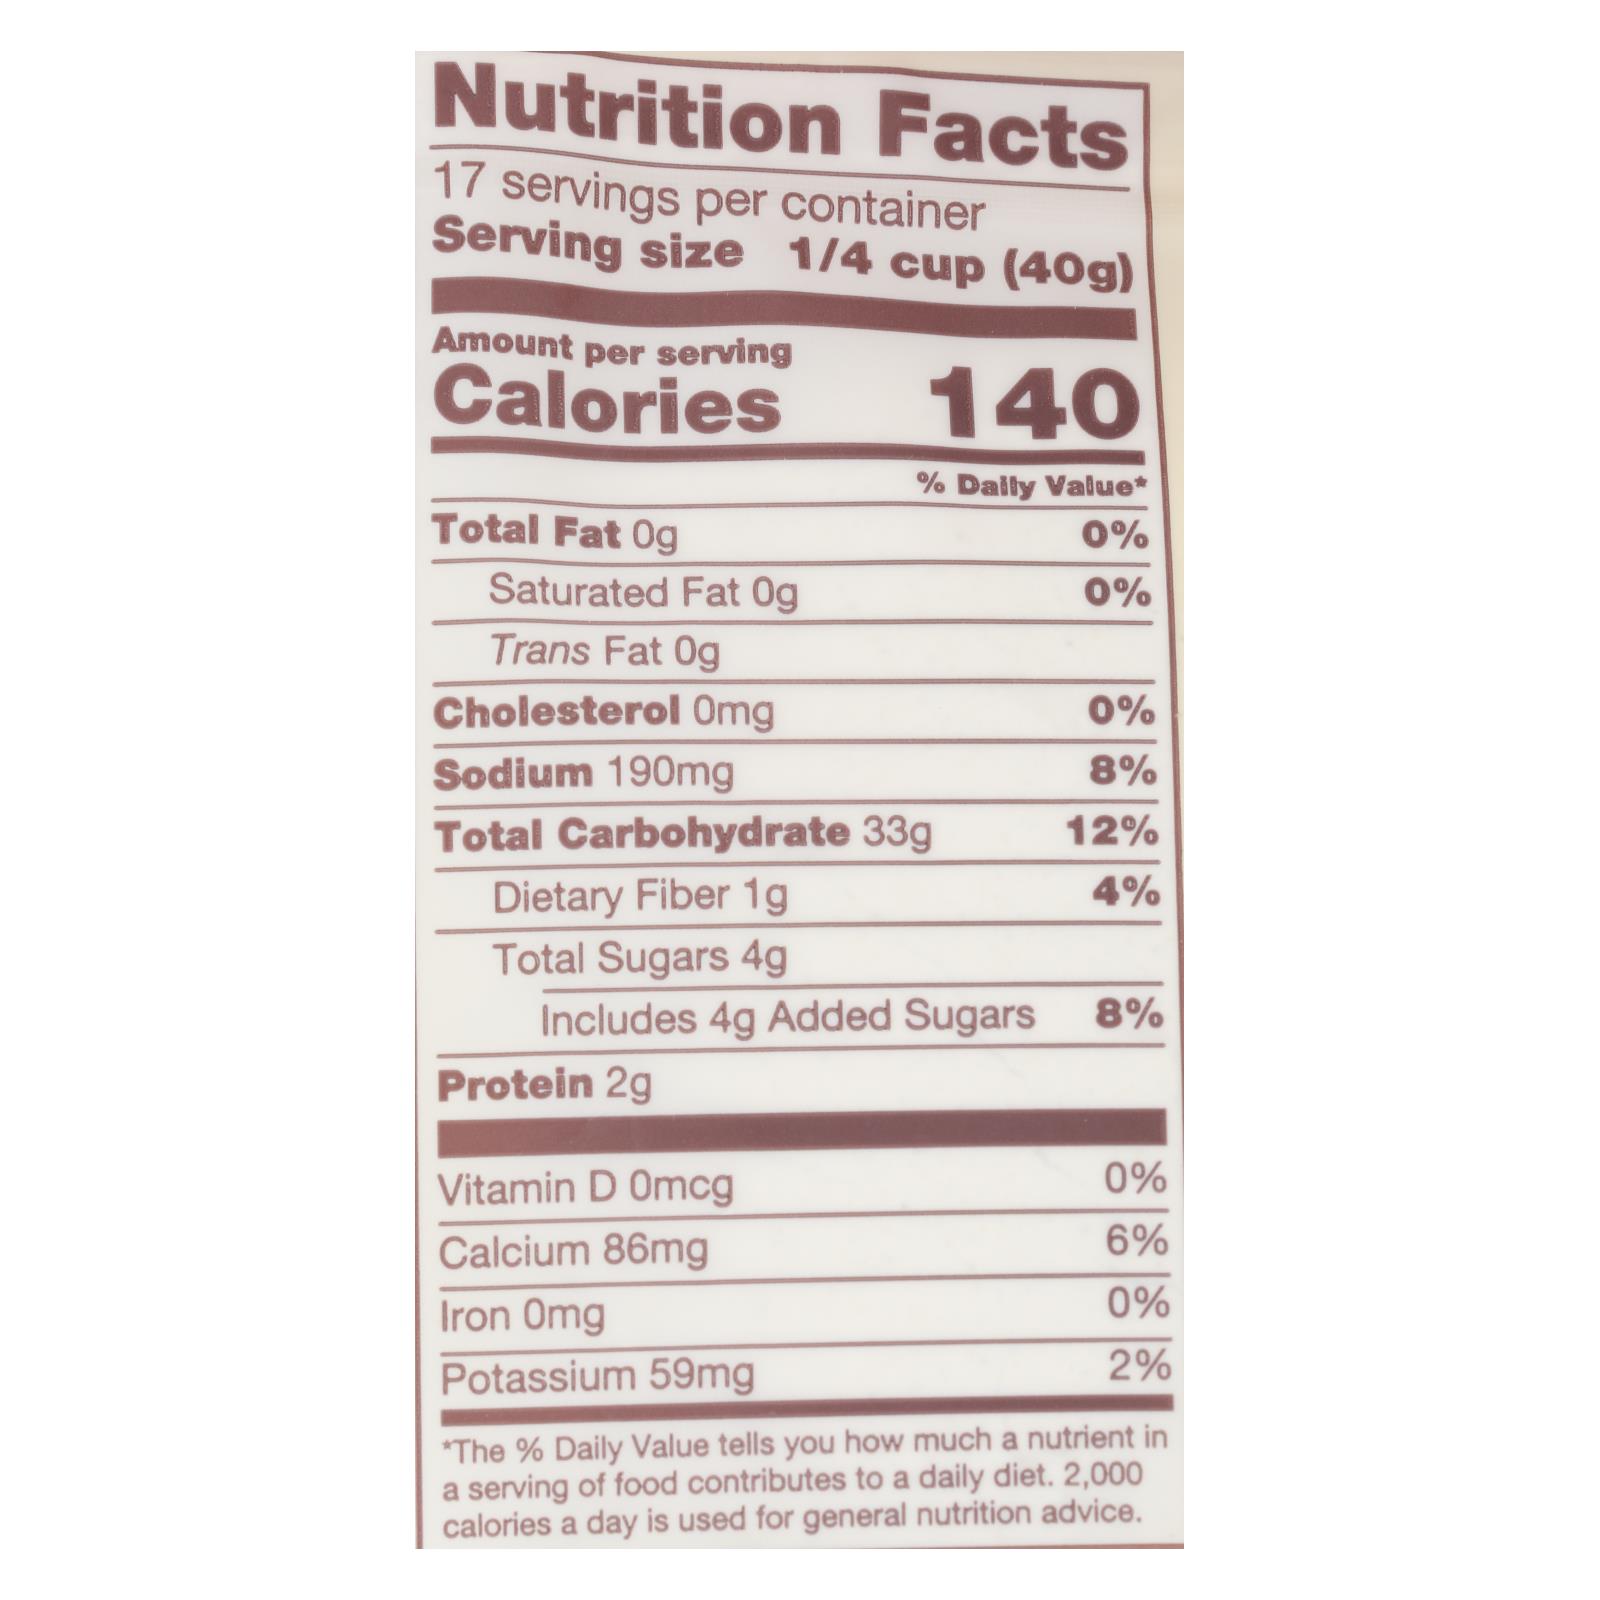 Nutrition Facts
17 servings per container
Serving size 1/4 cup (40g)
Amount per serving
Calories 140
% Daily Value*
Total Fat 0g 0%
Saturated Fat 0g 0%
Trans Fat 0g
Cholesterol 0mg 0%
Sodium 190mg 8%
Total Carbohydrate 33g 12%
Dietary Fiber 1g 4%
Total Sugars 4g
Includes 4g Added Sugars 8%
Protein 2g
Vitamin D 0mcg 0%
Calcium 86mg 6%
Iron 0mg 0%
Potassium 59mg 2%
*The % Daily Value tells you how much a nutrient in
a serving of food contributes to a daily diet. 2,000
calories a day is used for general nutrition advice.